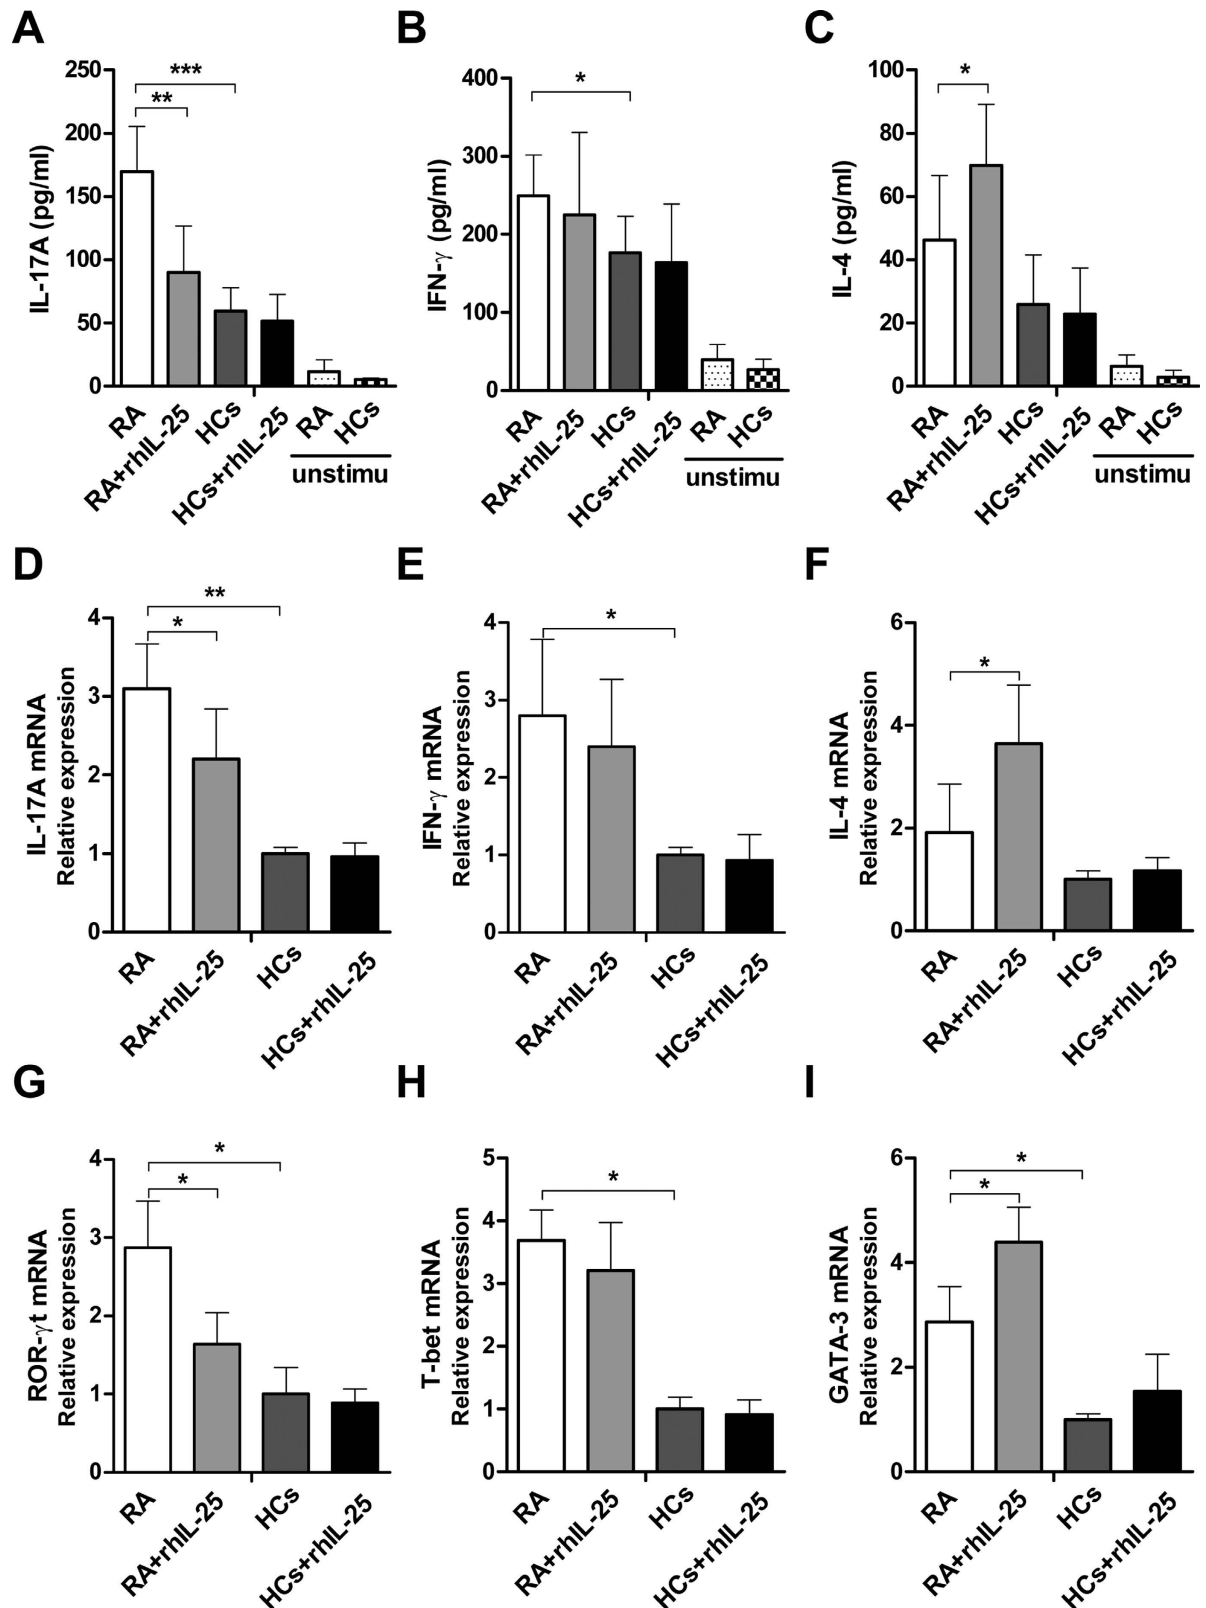 A
IL-17A (pg/ml)
250
200
150
100
50
0
***
**
RA
RA+rhIL-25
HCs
HCs+rhIL-25
RA
HCs
unstimu
B
IFN-γ (pg/ml)
400
300
200
100
0
*
RA
RA+rhIL-25
HCs
HCs+rhIL-25
RA
HCs
unstimu
C
IL-4 (pg/ml)
100
80
60
40
20
0
*
RA
RA+rhIL-25
HCs
HCs+rhIL-25
RA
HCs
unstimu
D
IL-17A mRNA
Relative expression
4
3
2
1
0
**
*
RA
RA+rhIL-25
HCs
HCs+rhIL-25
E
IFN-γ mRNA
Relative expression
4
3
2
1
0
*
RA
RA+rhIL-25
HCs
HCs+rhIL-25
F
IL-4 mRNA
Relative expression
6
4
2
0
*
RA
RA+rhIL-25
HCs
HCs+rhIL-25
G
ROR-γt mRNA
Relative expression
4
3
2
1
0
*
*
RA
RA+rhIL-25
HCs
HCs+rhIL-25
H
T-bet mRNA
Relative expression
5
4
3
2
1
0
*
RA
RA+rhIL-25
HCs
HCs+rhIL-25
I
GATA-3 mRNA
Relative expression
6
4
2
0
*
*
RA
RA+rhIL-25
HCs
HCs+rhIL-25